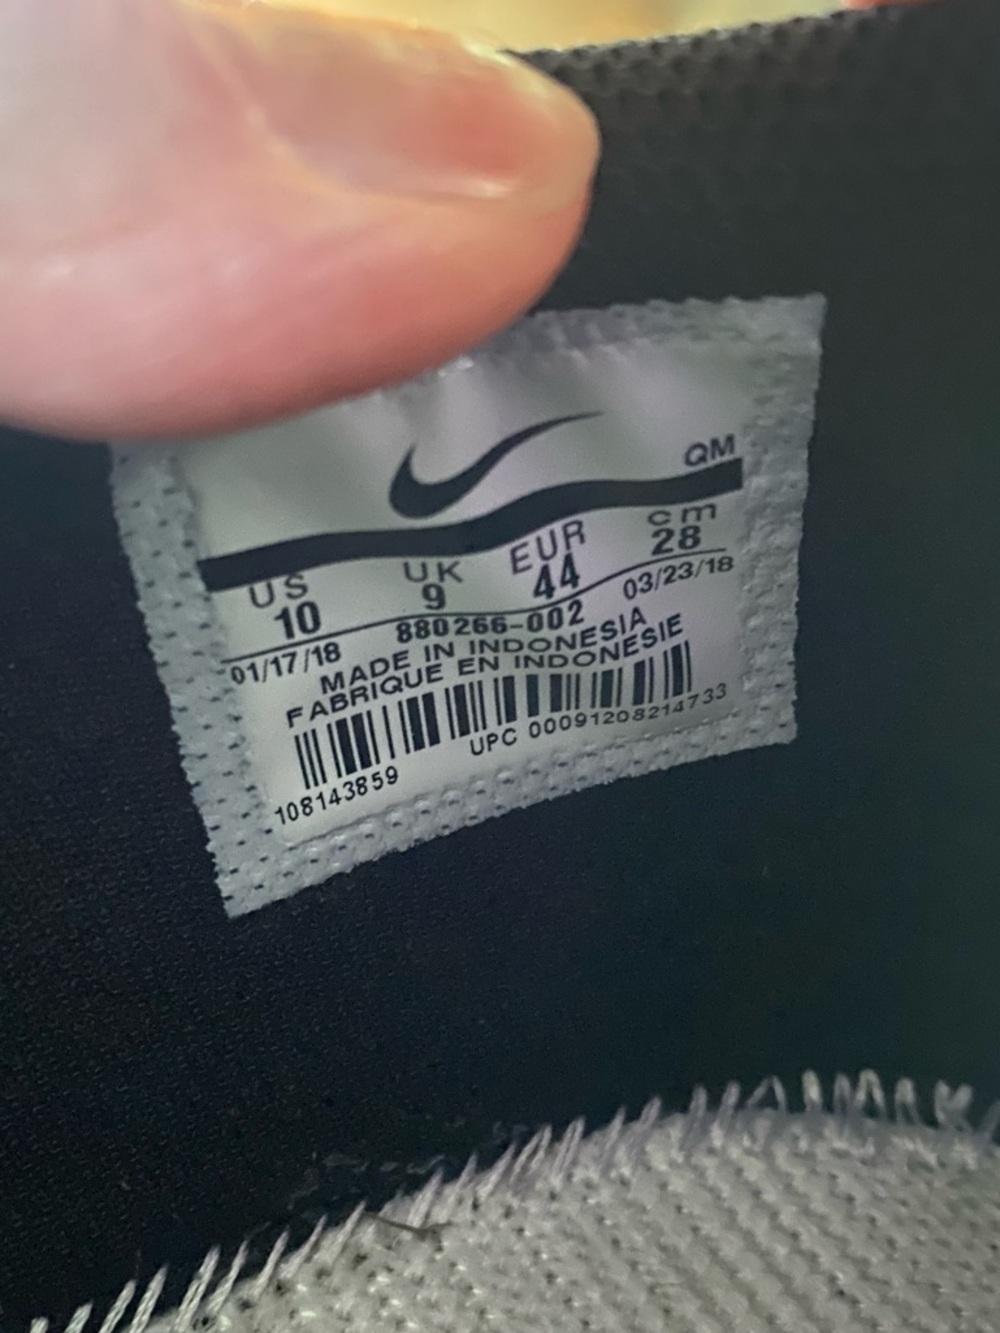 QM
US UK EUR cm
10 9 44 28
01/17/18 880266-002 03/23/18
MADE IN INDONESIA
FABRIQUE EN INDONESIE
108143859 UPC 00091208214733